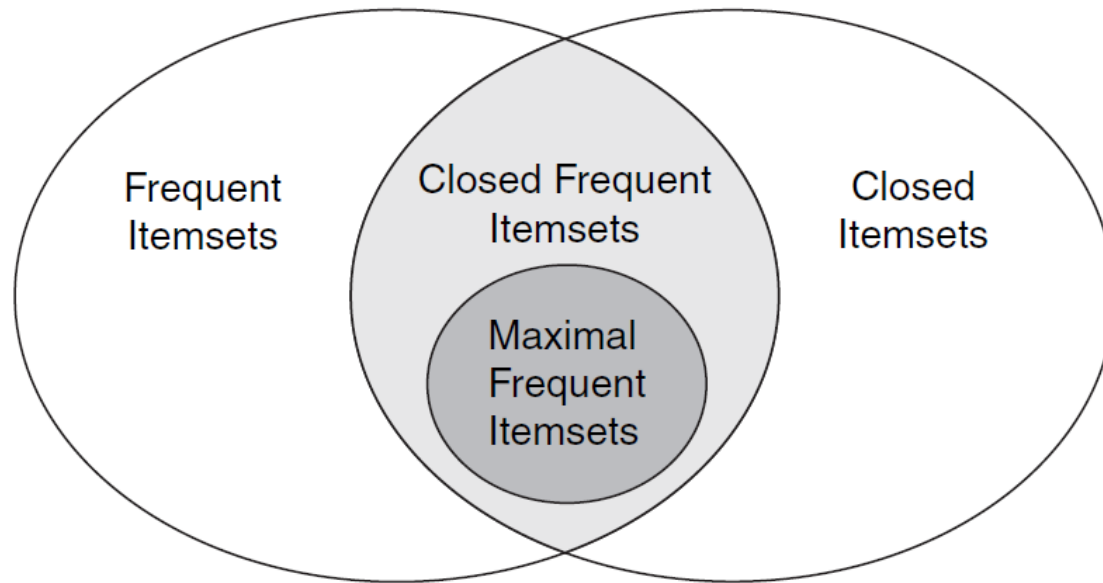 Frequent
Itemsets
Closed Frequent
Itemsets
Closed
Itemsets
Maximal
Frequent
Itemsets